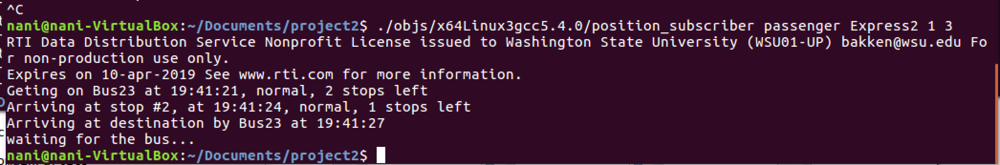 ^C
nani@nani-VirtualBox:~/Documents/project2$ ./objs/x64Linux3gcc5.4.0/position_subscriber passenger Express2 1 3
RTI Data Distribution Service Nonprofit License issued to Washington State University (WSU01-UP) bakken@wsu.edu Fo
r non-production use only.
Expires on 10-apr-2019 See www.rti.com for more information.
Geting on Bus23 at 19:41:21, normal, 2 stops left
Arriving at stop #2, at 19:41:24, normal, 1 stops left
Arriving at destination by Bus23 at 19:41:27
waiting for the bus...
nani@nani-VirtualBox:~/Documents/project2$